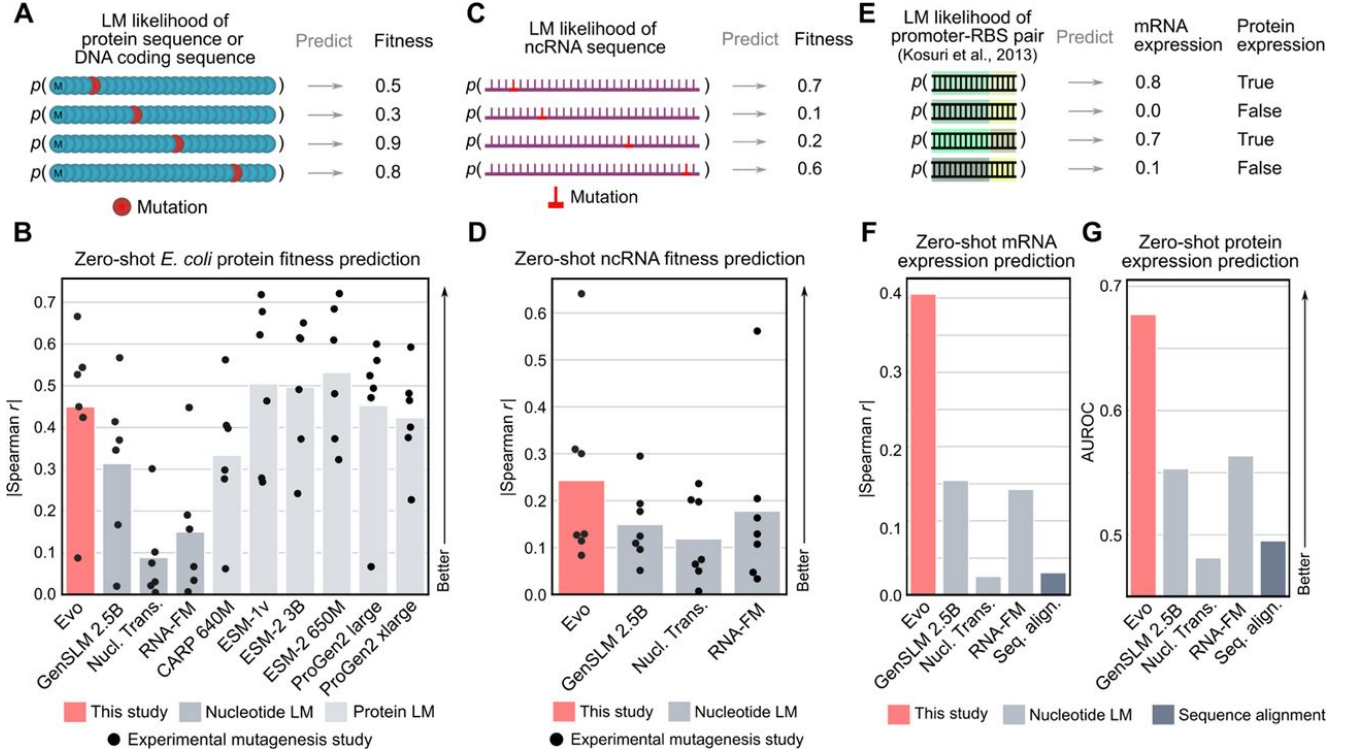 A
LM likelihood of
protein sequence or
DNA coding sequence
Predict
Fitness
p( M ) 0.5
p( M ) 0.3
p( M ) 0.9
p( M ) 0.8
Mutation
C
LM likelihood of
ncRNA sequence
Predict
Fitness
p( ) 0.7
p( ) 0.1
p( ) 0.2
p( ) 0.6
Mutation
E
LM likelihood of
promoter-RBS pair
(Kosuri et al., 2013)
Predict
mRNA
expression
Protein
expression
p( ) 0.8 True
p( ) 0.0 False
p( ) 0.7 True
p( ) 0.1 False
B
Zero-shot E. coli protein fitness prediction
|Spearman r|
0.7
0.6
0.5
0.4
0.3
0.2
0.1
0.0
Better
Evo
GenSLM 2.5B
Nucl. Trans.
RNA-FM
CARP 640M
ESM-1v
ESM-2 3B
ESM-2 650M
ProGen2 large
ProGen2 xlarge
This study
Nucleotide LM
Protein LM
Experimental mutagenesis study
D
Zero-shot ncRNA fitness prediction
|Spearman r|
0.6
0.5
0.4
0.3
0.2
0.1
0.0
Better
Evo
GenSLM 2.5B
Nucl. Trans.
RNA-FM
This study
Nucleotide LM
Experimental mutagenesis study
F
Zero-shot mRNA
expression prediction
|Spearman r|
0.4
0.3
0.2
0.1
0.0
Evo
GenSLM 2.5B
Nucl. Trans.
RNA-FM
Seq. align.
G
Zero-shot protein
expression prediction
AUROC
0.7
0.6
0.5
Better
Evo
GenSLM 2.5B
Nucl. Trans.
RNA-FM
Seq. align.
This study
Nucleotide LM
Sequence alignment